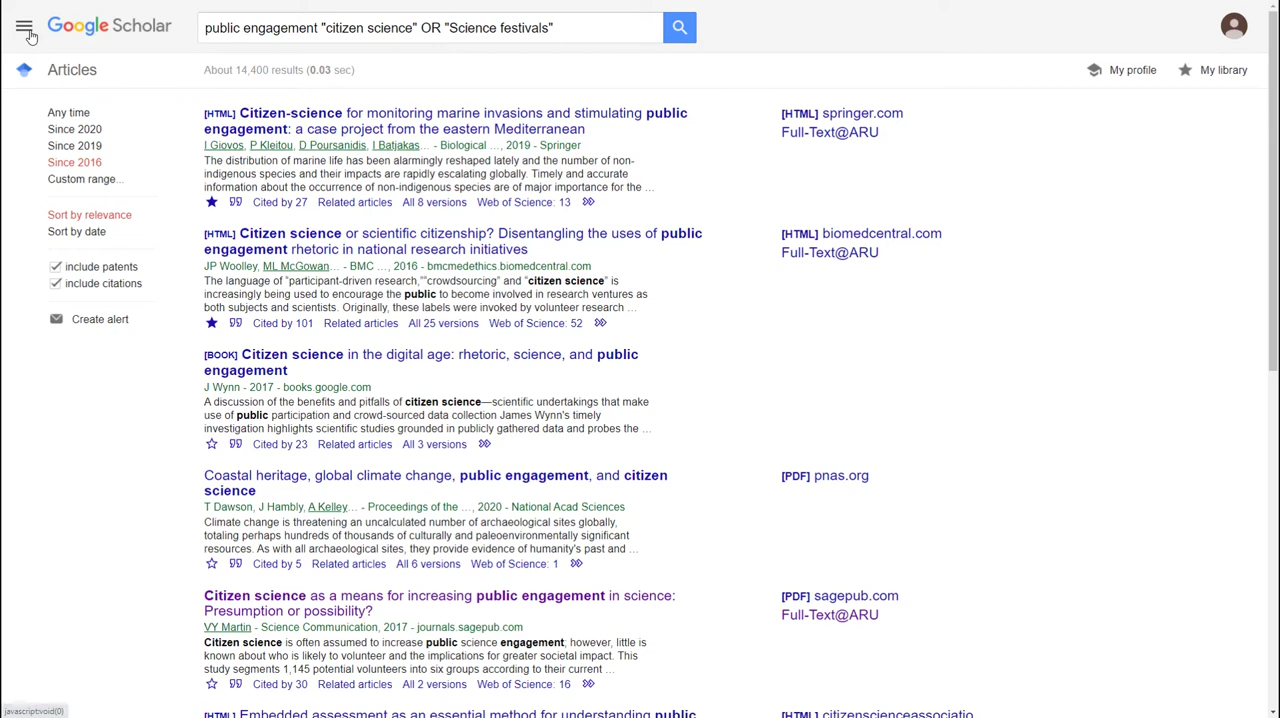 Google Scholar
public engagement "citizen science" OR "Science festivals"
Articles
About 14,400 results (0.03 sec)
My profile
My library
Any time
Since 2020
Since 2019
Since 2016
Custom range...
Sort by relevance
Sort by date
include patents
include citations
Create alert
[HTML] Citizen-science for monitoring marine invasions and stimulating public
engagement: a case project from the eastern Mediterranean
I Giovos, P Kleitou, D Poursanidis, I Batjakas… - Biological …, 2019 - Springer
The distribution of marine life has been alarmingly reshaped lately and the number of non-
indigenous species and their impacts are rapidly escalating globally. Timely and accurate
information about the occurrence of non-indigenous species are of major importance for the …
Cited by 27 Related articles All 8 versions Web of Science: 13
[HTML] springer.com
Full-Text@ARU
[HTML] Citizen science or scientific citizenship? Disentangling the uses of public
engagement rhetoric in national research initiatives
JP Woolley, ML McGowan… - BMC …, 2016 - bmcmedethics.biomedcentral.com
The language of "participant-driven research,""crowdsourcing" and "citizen science" is
increasingly being used to encourage the public to become involved in research ventures as
both subjects and scientists. Originally, these labels were invoked by volunteer research …
Cited by 101 Related articles All 25 versions Web of Science: 52
[HTML] biomedcentral.com
Full-Text@ARU
[BOOK] Citizen science in the digital age: rhetoric, science, and public
engagement
J Wynn - 2017 - books.google.com
A discussion of the benefits and pitfalls of citizen science—scientific undertakings that make
use of public participation and crowd-sourced data collection James Wynn's timely
investigation highlights scientific studies grounded in publicly gathered data and probes the …
Cited by 23 Related articles All 3 versions
Coastal heritage, global climate change, public engagement, and citizen
science
T Dawson, J Hambly, A Kelley… - Proceedings of the …, 2020 - National Acad Sciences
Climate change is threatening an uncalculated number of archaeological sites globally,
totaling perhaps hundreds of thousands of culturally and paleoenvironmentally significant
resources. As with all archaeological sites, they provide evidence of humanity's past and …
Cited by 5 Related articles All 6 versions Web of Science: 1
[PDF] pnas.org
Citizen science as a means for increasing public engagement in science:
Presumption or possibility?
VY Martin - Science Communication, 2017 - journals.sagepub.com
Citizen science is often assumed to increase public science engagement; however, little is
known about who is likely to volunteer and the implications for greater societal impact. This
study segments 1,145 potential volunteers into six groups according to their current …
Cited by 30 Related articles All 2 versions Web of Science: 16
[PDF] sagepub.com
Full-Text@ARU
[HTML] Embedded assessment as an essential method for understanding public
[HTML] citizenscienceassociatio
javascript:void(0)